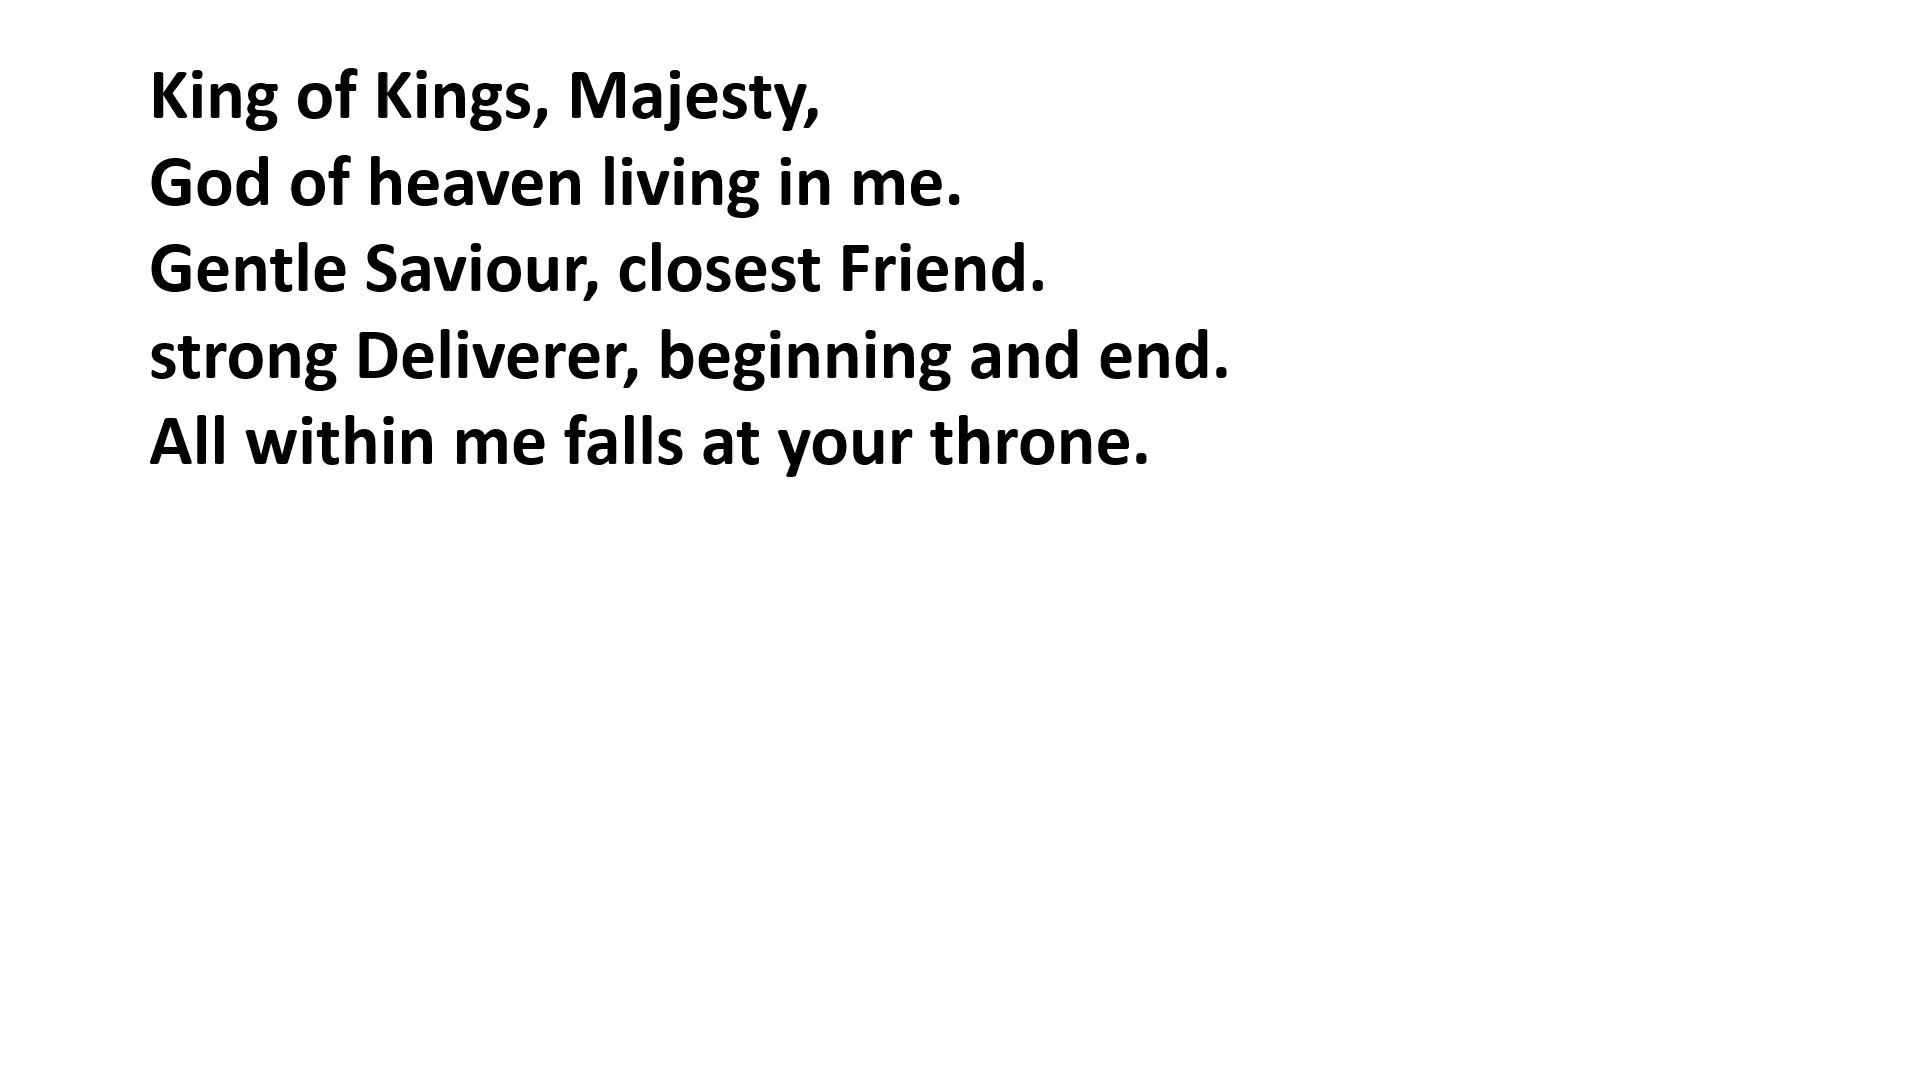 King of Kings, Majesty,
God of heaven living in me.
Gentle Saviour, closest Friend.
strong Deliverer, beginning and end.
All within me falls at your throne.